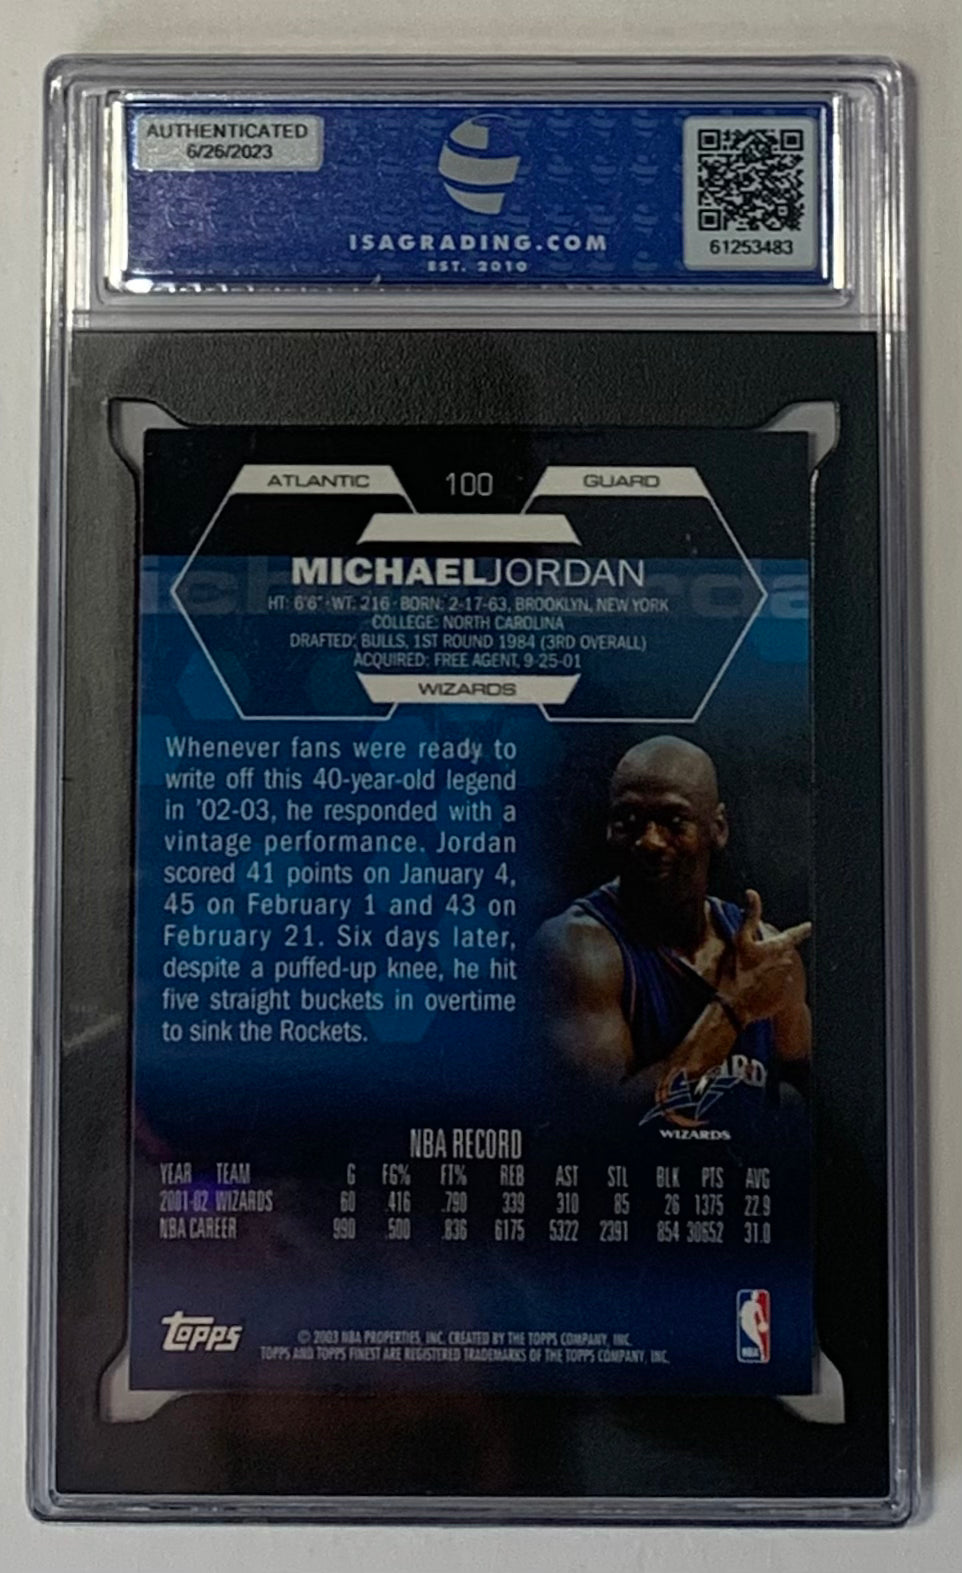 AUTHENTICATED
6/26/2023
ISAGRADING.COM
EST. 2010
61253483
ATLANTIC
100
GUARD
MICHAELJORDAN
HT: 6'6" · WT: 216 · BORN: 2-17-63, BROOKLYN, NEW YORK
COLLEGE: NORTH CAROLINA
DRAFTED: BULLS, 1ST ROUND 1984 (3RD OVERALL)
ACQUIRED: FREE AGENT, 9-25-01
WIZARDS
Whenever fans were ready to
write off this 40-year-old legend
in '02-03, he responded with a
vintage performance. Jordan
scored 41 points on January 4,
45 on February 1 and 43 on
February 21. Six days later,
despite a puffed-up knee, he hit
five straight buckets in overtime
to sink the Rockets.
WIZARDS
NBA RECORD
YEAR TEAM G FG% FT% REB AST STL BLK PTS AVG
2001-02 WIZARDS 60 .416 .790 339 310 85 26 1375 22.9
NBA CAREER 990 .500 .836 6175 5322 2391 854 30652 31.0
Topps
© 2003 NBA PROPERTIES, INC. CREATED BY THE TOPPS COMPANY, INC.
TOPPS AND TOPPS FINEST ARE REGISTERED TRADEMARKS OF THE TOPPS COMPANY, INC.
NBA